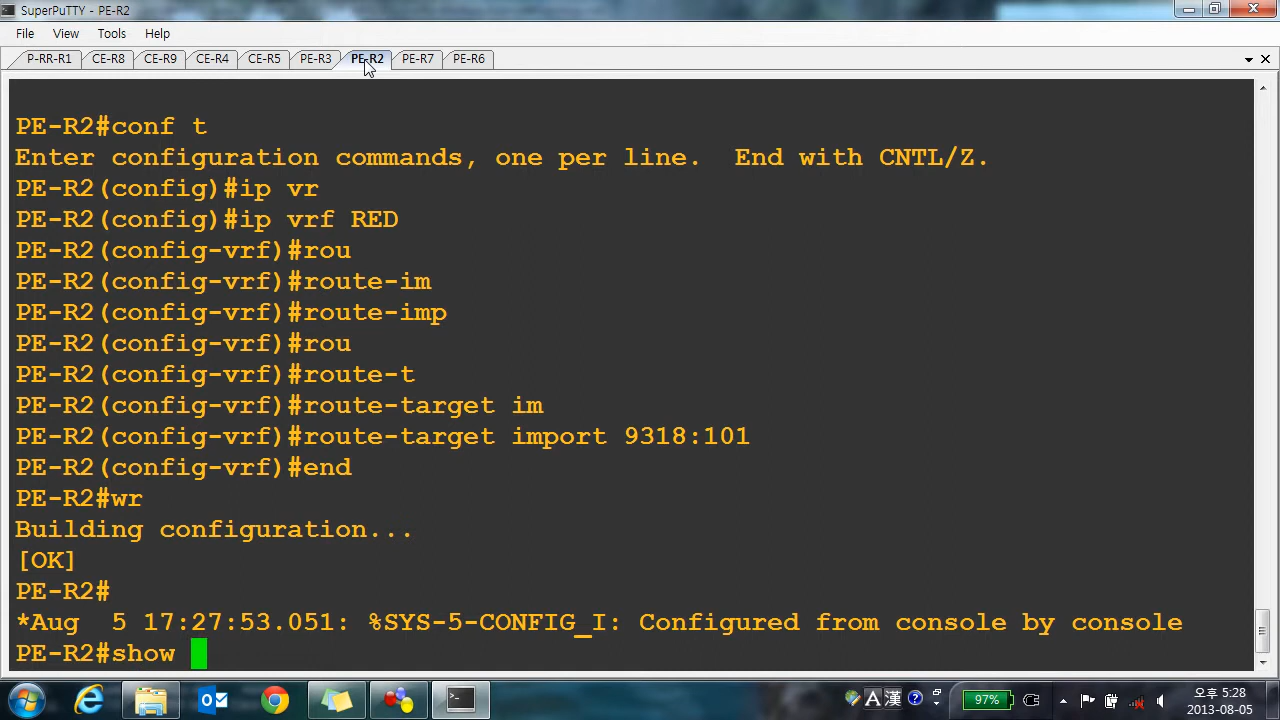 SuperPuTTY - PE-R2
File View Tools Help
P-RR-R1 CE-R8 CE-R9 CE-R4 CE-R5 PE-R3 PE-R2 PE-R7 PE-R6
PE-R2#conf t
Enter configuration commands, one per line.  End with CNTL/Z.
PE-R2(config)#ip vr
PE-R2(config)#ip vrf RED
PE-R2(config-vrf)#rou
PE-R2(config-vrf)#route-im
PE-R2(config-vrf)#route-imp
PE-R2(config-vrf)#rou
PE-R2(config-vrf)#route-t
PE-R2(config-vrf)#route-target im
PE-R2(config-vrf)#route-target import 9318:101
PE-R2(config-vrf)#end
PE-R2#wr
Building configuration...
[OK]
PE-R2#
*Aug  5 17:27:53.051: %SYS-5-CONFIG_I: Configured from console by console
PE-R2#show
A 漢 97% 오후 5:28
2013-08-05